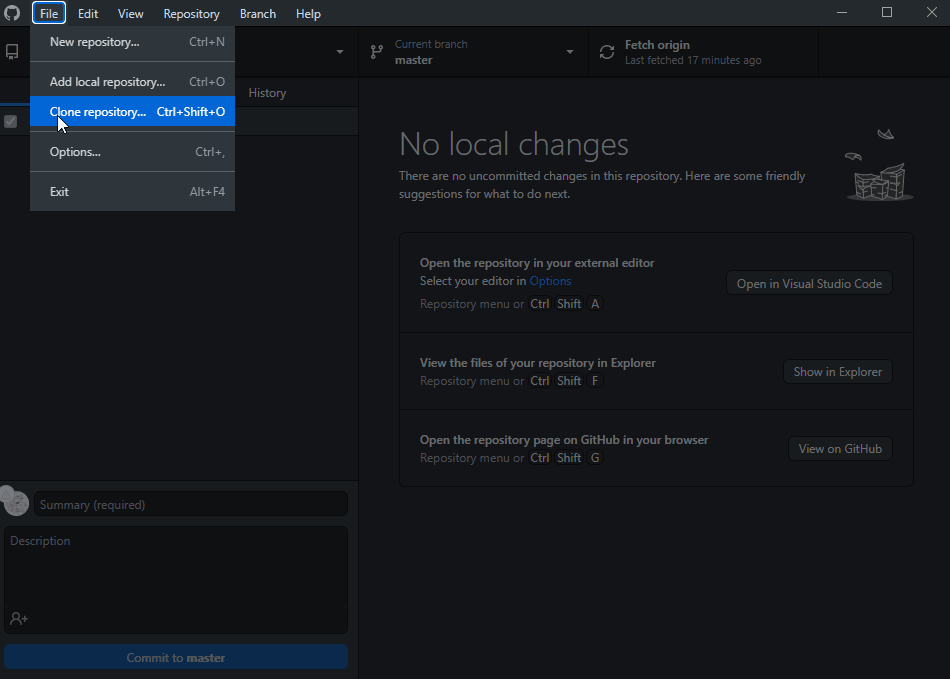 File Edit View Repository Branch Help
New repository... Ctrl+N
Add local repository... Ctrl+O
Clone repository... Ctrl+Shift+O
Options... Ctrl+,
Exit Alt+F4
Current branch
master
Fetch origin
Last fetched 17 minutes ago
History
No local changes
There are no uncommitted changes in this repository. Here are some friendly
suggestions for what to do next.
Open the repository in your external editor
Select your editor in Options
Repository menu or Ctrl Shift A
Open in Visual Studio Code
View the files of your repository in Explorer
Repository menu or Ctrl Shift F
Show in Explorer
Open the repository page on GitHub in your browser
Repository menu or Ctrl Shift G
View on GitHub
Summary (required)
Description
Commit to master